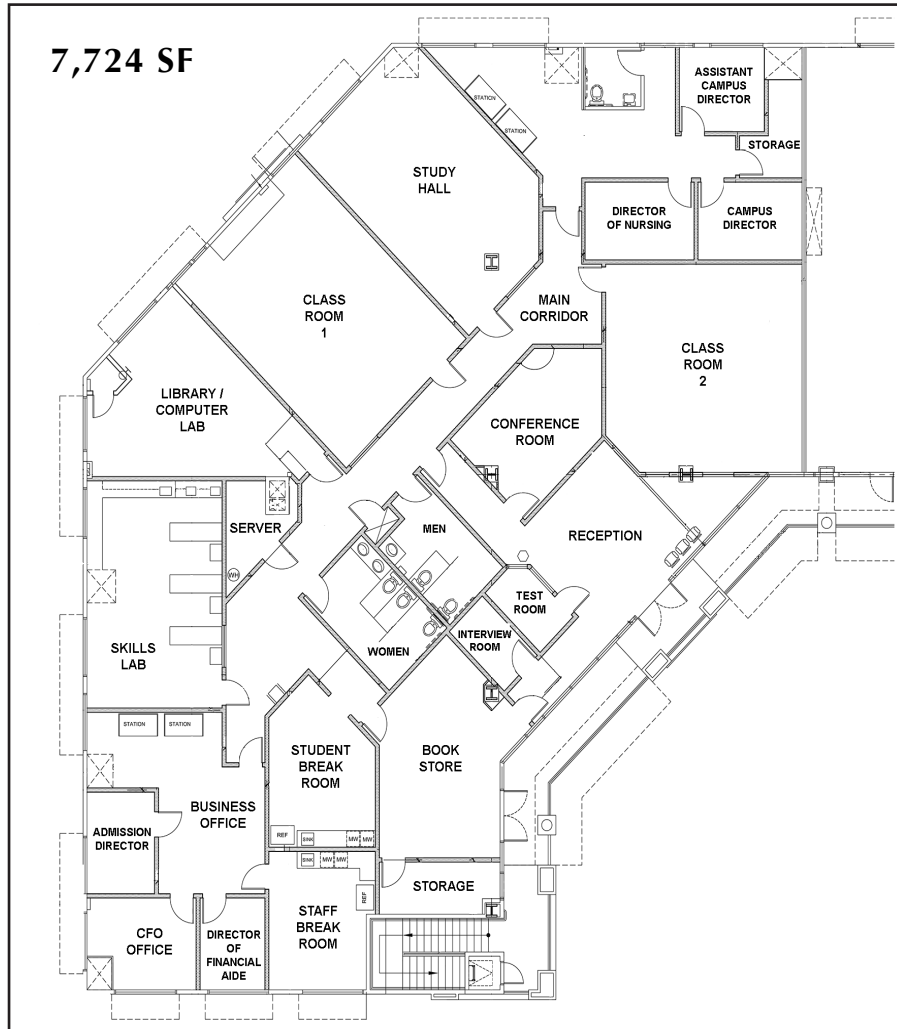 7,724 SF
ASSISTANT
CAMPUS
DIRECTOR
STATION
STATION
STORAGE
STUDY
HALL
DIRECTOR
OF NURSING
CAMPUS
DIRECTOR
CLASS
ROOM
1
MAIN
CORRIDOR
CLASS
ROOM
2
LIBRARY /
COMPUTER
LAB
CONFERENCE
ROOM
SERVER
MEN
RECEPTION
WH
TEST
ROOM
SKILLS
LAB
WOMEN
INTERVIEW
ROOM
STATION
STATION
STUDENT
BREAK
ROOM
BOOK
STORE
BUSINESS
OFFICE
ADMISSION
DIRECTOR
REF
SINK
MW
MW
SINK
MW
MW
REF
STORAGE
STAFF
BREAK
ROOM
CFO
OFFICE
DIRECTOR
OF
FINANCIAL
AIDE